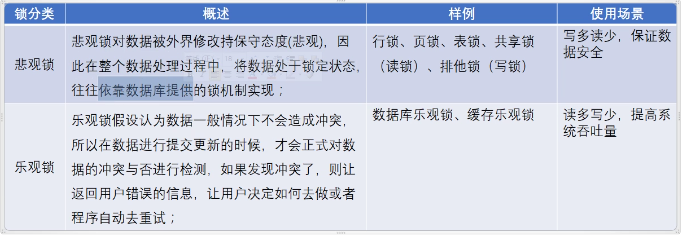 锁分类 概述 样例 使用场景
悲观锁
悲观锁对数据被外界修改持保守态度(悲观)，因
此在整个数据处理过程中，将数据处于锁定状态，
往往依靠数据库提供的锁机制实现；
行锁、页锁、表锁、共享锁
（读锁）、排他锁（写锁）
写多读少，保证数
据安全
乐观锁
乐观锁假设认为数据一般情况下不会造成冲突，
所以在数据进行提交更新的时候，才会正式对数
据的冲突与否进行检测，如果发现冲突了，则让
返回用户错误的信息，让用户决定如何去做或者
程序自动去重试；
数据库乐观锁、缓存乐观锁
读多写少，提高系
统吞吐量